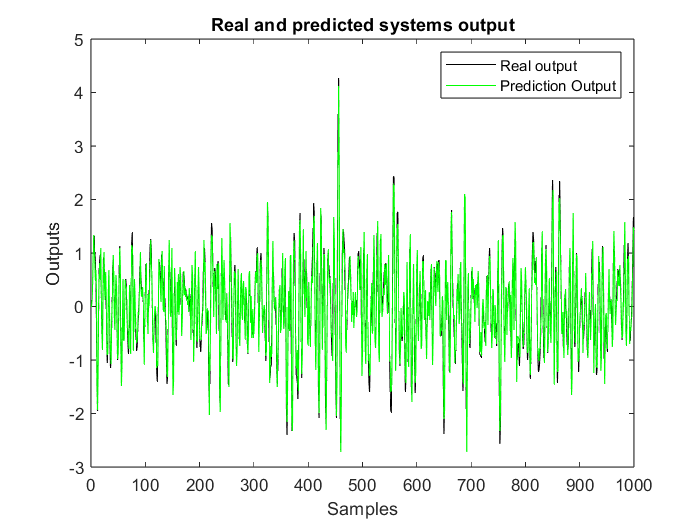 Real and predicted systems output
Real output
Prediction Output
Outputs
5
4
3
2
1
0
-1
-2
-3
0 100 200 300 400 500 600 700 800 900 1000
Samples